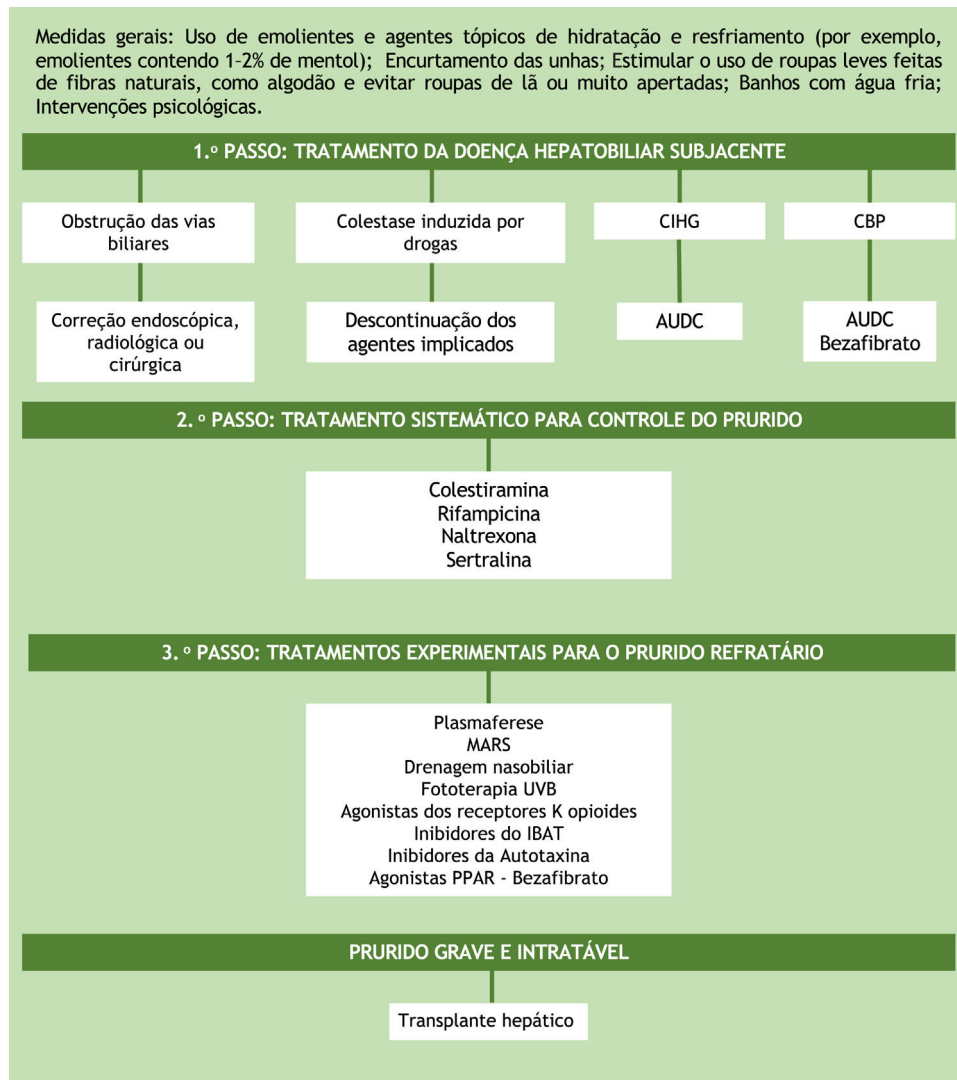 Medidas gerais: Uso de emolientes e agentes tópicos de hidratação e resfriamento (por exemplo,
emolientes contendo 1-2% de mentol); Encurtamento das unhas; Estimular o uso de roupas leves feitas
de fibras naturais, como algodão e evitar roupas de lã ou muito apertadas; Banhos com água fria;
Intervenções psicológicas.
1.º PASSO: TRATAMENTO DA DOENÇA HEPATOBILIAR SUBJACENTE
Obstrução das vias
biliares
Colestase induzida por
drogas
CIHG
CBP
Correção endoscópica,
radiológica ou
cirúrgica
Descontinuação dos
agentes implicados
AUDC
AUDC
Bezafibrato
2. º PASSO: TRATAMENTO SISTEMÁTICO PARA CONTROLE DO PRURIDO
Colestiramina
Rifampicina
Naltrexona
Sertralina
3. º PASSO: TRATAMENTOS EXPERIMENTAIS PARA O PRURIDO REFRATÁRIO
Plasmaferese
MARS
Drenagem nasobiliar
Fototerapia UVB
Agonistas dos receptores K opioides
Inibidores do IBAT
Inibidores da Autotaxina
Agonistas PPAR - Bezafibrato
PRURIDO GRAVE E INTRATÁVEL
Transplante hepático